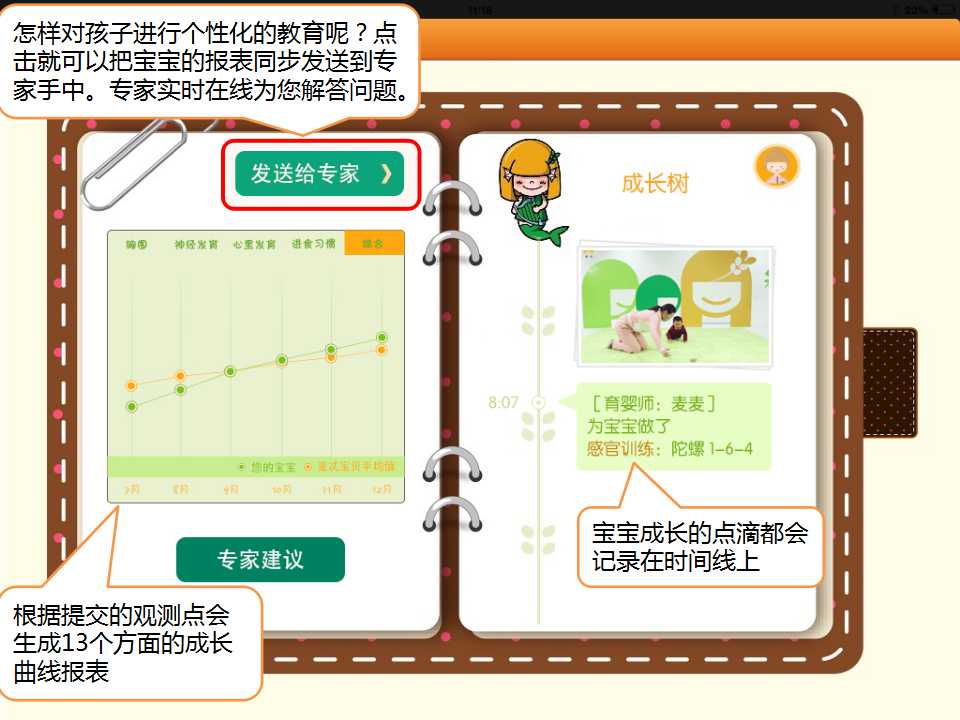 11:18
22%
怎样对孩子进行个性化的教育呢？点
击就可以把宝宝的报表同步发送到专
家手中。专家实时在线为您解答问题。
发送给专家 》
胸围 神经发育 心里发育 进食习惯 综合
您的宝宝
7月 8月 9月 10月 11月 12月
专家建议
根据提交的观测点会
生成13个方面的成长
曲线报表
成长树
8:07
[育婴师：麦麦]
为宝宝做了
感官训练：陀螺 1-6-4
宝宝成长的点滴都会
记录在时间线上